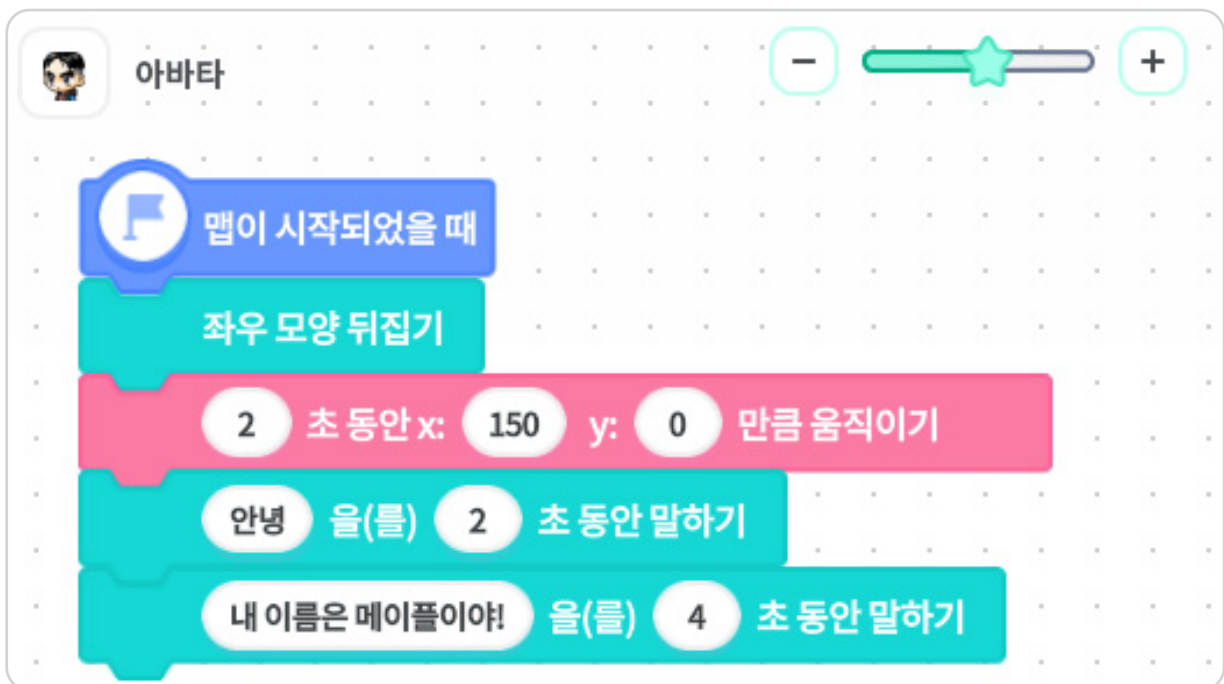 아바타
− +
맵이 시작되었을 때
좌우 모양 뒤집기
2 초 동안 x: 150 y: 0 만큼 움직이기
안녕 을(를) 2 초 동안 말하기
내 이름은 메이플이야! 을(를) 4 초 동안 말하기